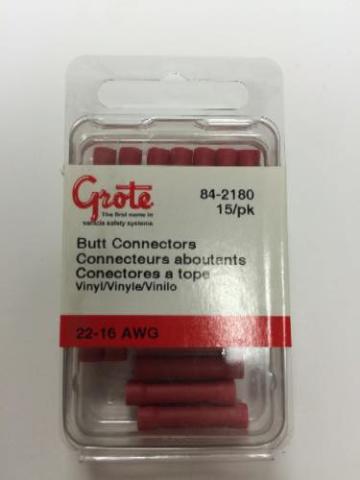 Grote
The first name in
vehicle safety systems
84-2180
15/pk
Butt Connectors
Connecteurs aboutants
Conectores a tope
Vinyl/Vinyle/Vinilo
22-16 AWG